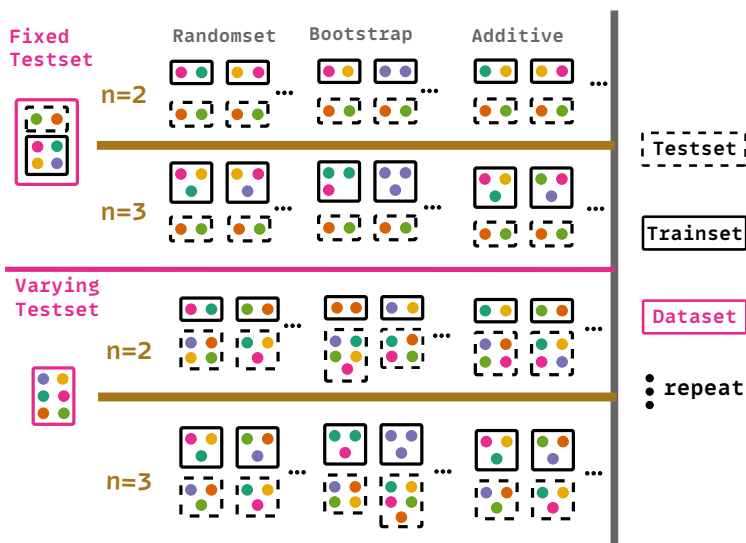 Fixed
Testset
Randomset
Bootstrap
Additive
n=2
...
...
...
n=3
...
...
...
Varying
Testset
n=2
...
...
...
n=3
...
...
...
Testset
Trainset
Dataset
repeat